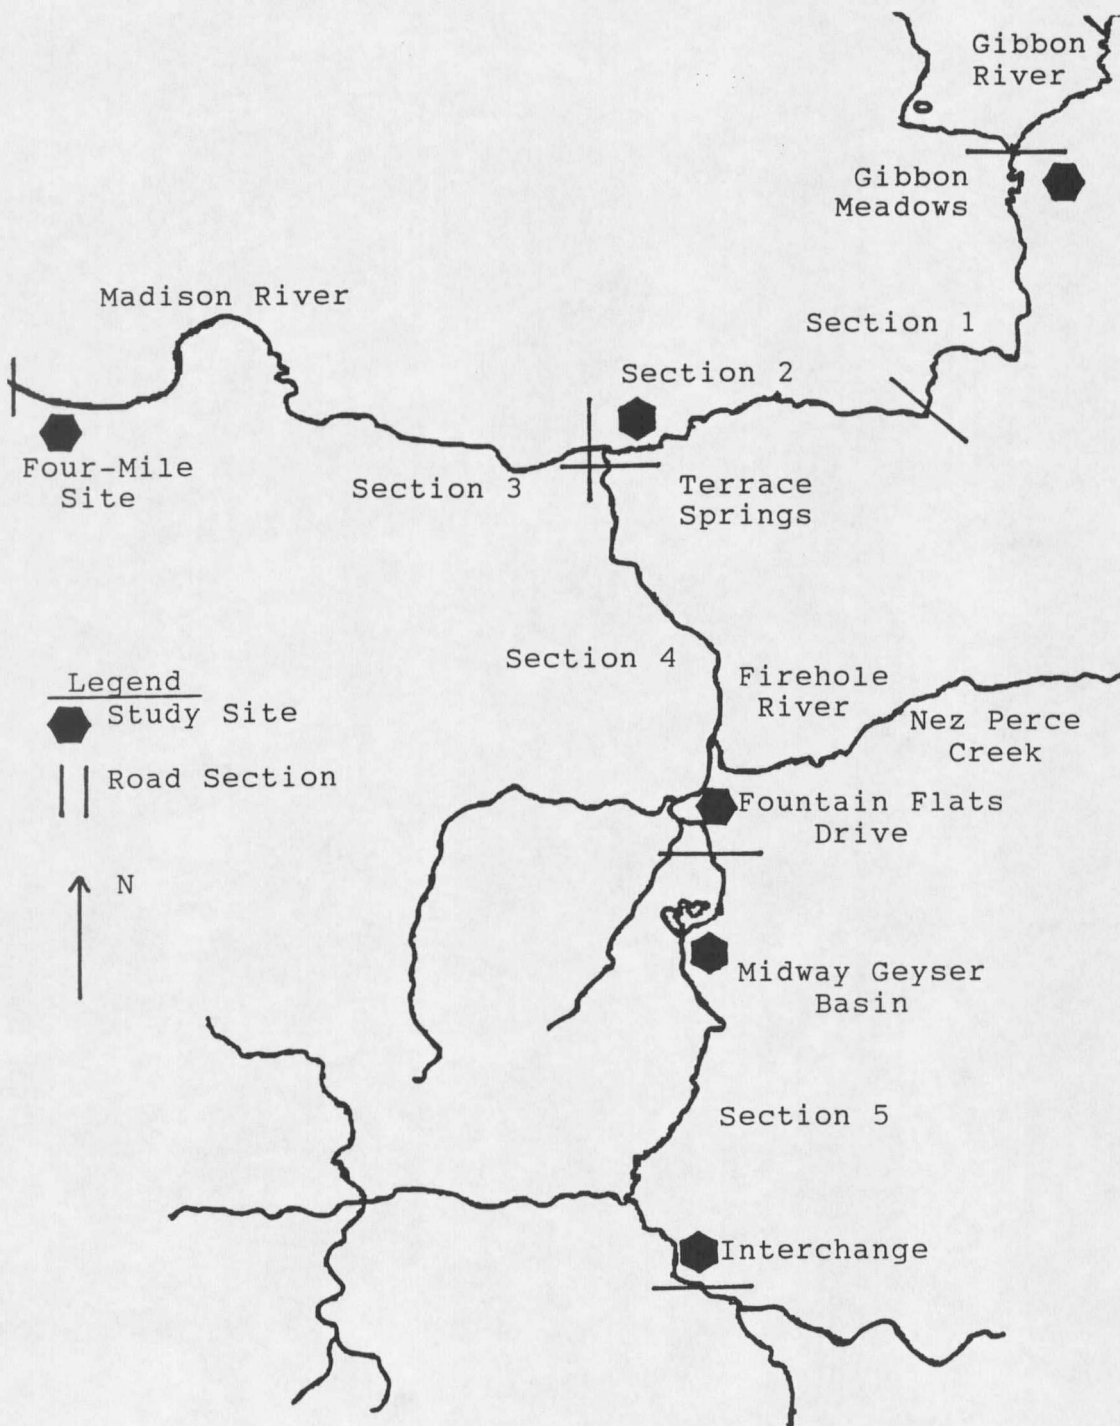 Gibbon
River
Gibbon
Meadows
Madison River
Section 1
Section 2
Four-Mile
Site
Section 3
Terrace
Springs
Section 4
Firehole
River
Nez Perce
Creek
Legend
Study Site
Road Section
N
Fountain Flats
Drive
Midway Geyser
Basin
Section 5
Interchange